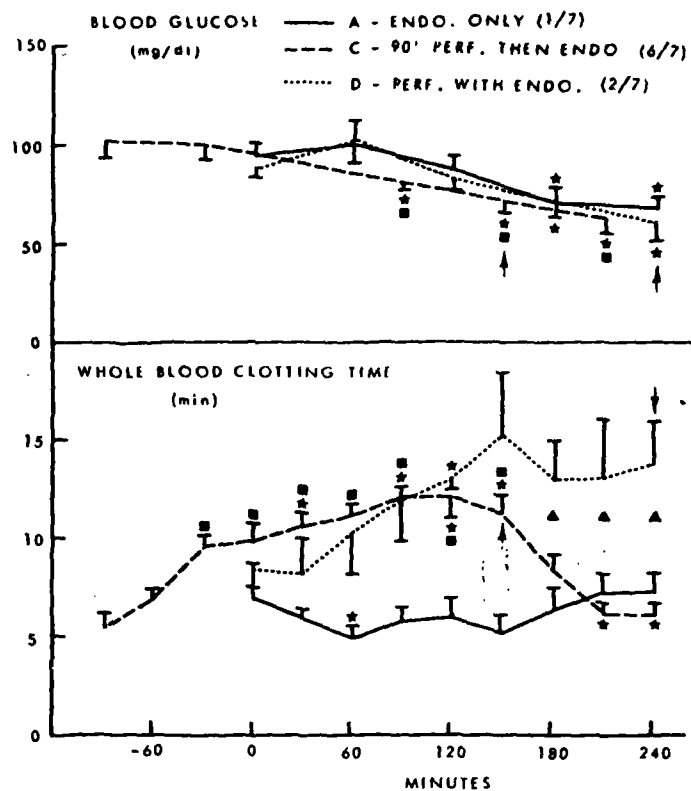 BLOOD GLUCOSE
(mg/dl)
A - ENDO. ONLY (1/7)
C - 90' PERF. THEN ENDO (6/7)
D - PERF. WITH ENDO. (2/7)
150
100
50
0
WHOLE BLOOD CLOTTING TIME
(min)
15
10
5
0
-60 0 60 120 180 240
MINUTES